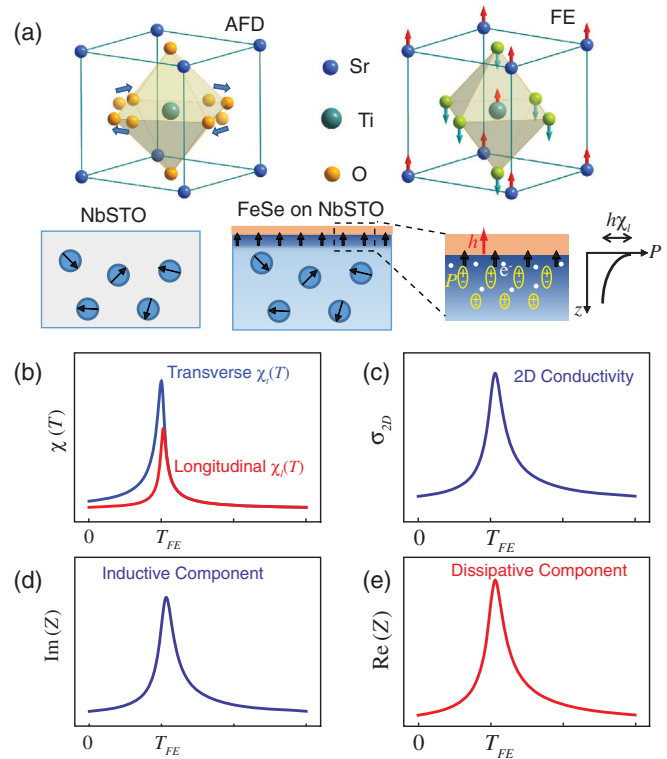 (a)
AFD
FE
Sr
Ti
O
NbSTO
FeSe on NbSTO
h
P
e
hχl
P
z
(b)
Transverse χt(T)
Longitudinal χl(T)
χ (T)
0
TFE
(c)
2D Conductivity
σ2D
0
TFE
(d)
Inductive Component
Im (Z)
0
TFE
(e)
Dissipative Component
Re (Z)
0
TFE